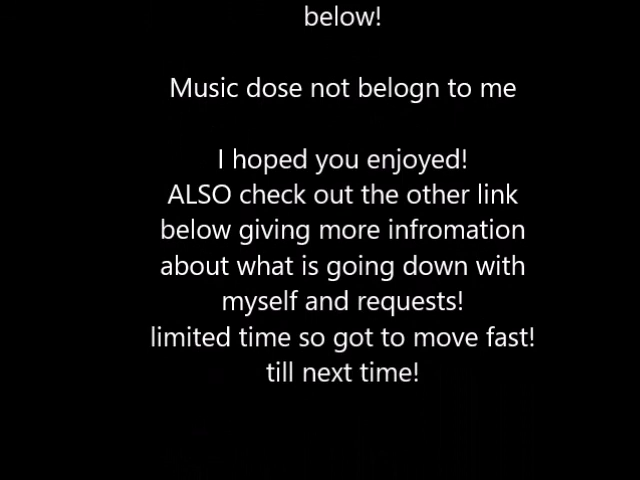 below!
Music dose not belogn to me
I hoped you enjoyed!
ALSO check out the other link
below giving more infromation
about what is going down with
myself and requests!
limited time so got to move fast!
till next time!